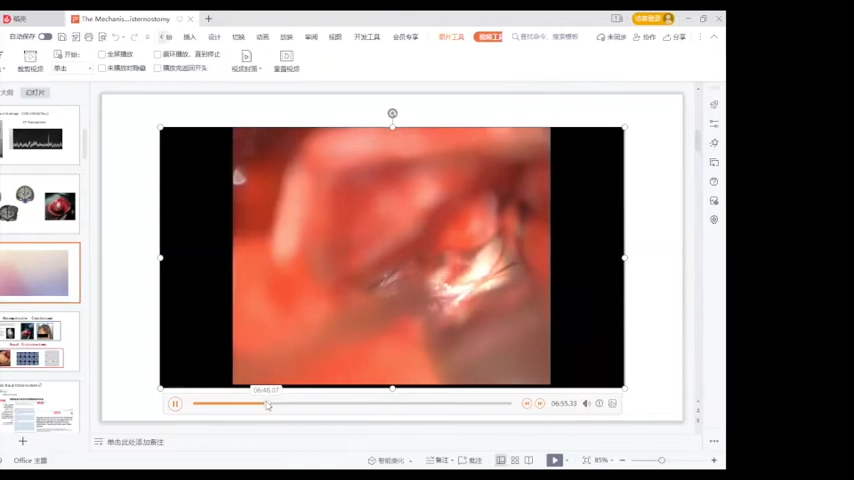 稿壳
The Mechanis...isternostomy
访客登录
自动保存
始 插入 设计 切换 动画 放映 审阅 视图 开发工具 会员专享 图片工具 视频工具 查找命令、搜索模板 未同步 协作 分享
裁剪视频
开始:
单击
全屏播放
未播放时隐藏
循环播放,直到停止
播放完返回开头
视频封面
重置视频
大纲 幻灯片
06:48.07
06:55.33
单击此处添加备注
Office 主题
智能美化
备注
批注
85%